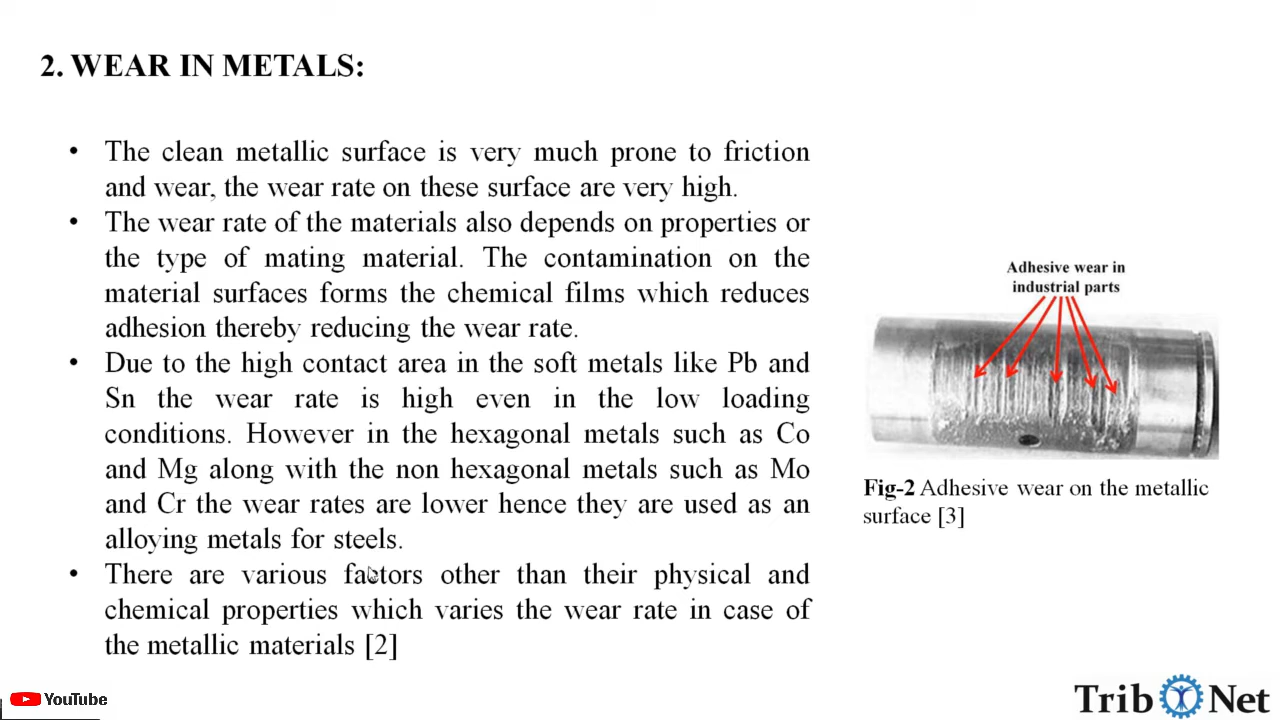 2. WEAR IN METALS:
• The clean metallic surface is very much prone to friction
and wear, the wear rate on these surface are very high.
• The wear rate of the materials also depends on properties or
the type of mating material. The contamination on the
material surfaces forms the chemical films which reduces
adhesion thereby reducing the wear rate.
• Due to the high contact area in the soft metals like Pb and
Sn the wear rate is high even in the low loading
conditions. However in the hexagonal metals such as Co
and Mg along with the non hexagonal metals such as Mo
and Cr the wear rates are lower hence they are used as an
alloying metals for steels.
• There are various factors other than their physical and
chemical properties which varies the wear rate in case of
the metallic materials [2]
Adhesive wear in
industrial parts
Fig-2 Adhesive wear on the metallic
surface [3]
YouTube
Trib Net